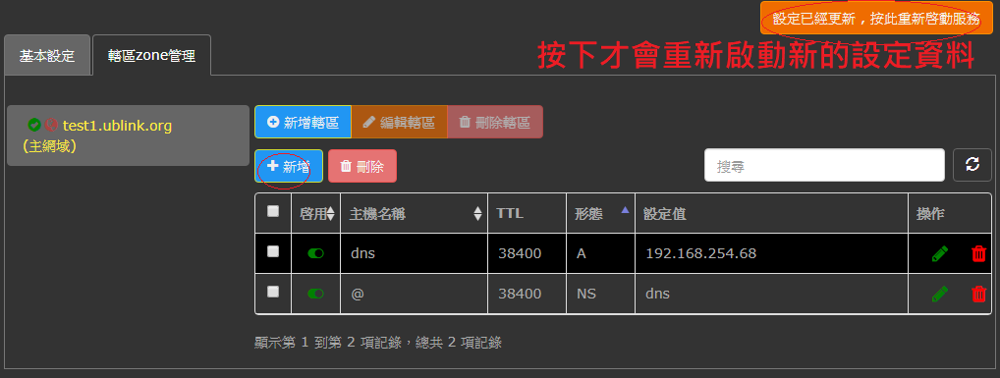 設定已經更新，按此重新啓動服務
基本設定
轄區zone管理
按下才會重新啟動新的設定資料
test1.ublink.org
(主網域)
新增轄區
編輯轄區
刪除轄區
新增
刪除
搜尋
啓用 主機名稱 TTL 形態 設定值 操作
dns 38400 A 192.168.254.68
@ 38400 NS dns
顯示第 1 到第 2 項記錄，總共 2 項記錄